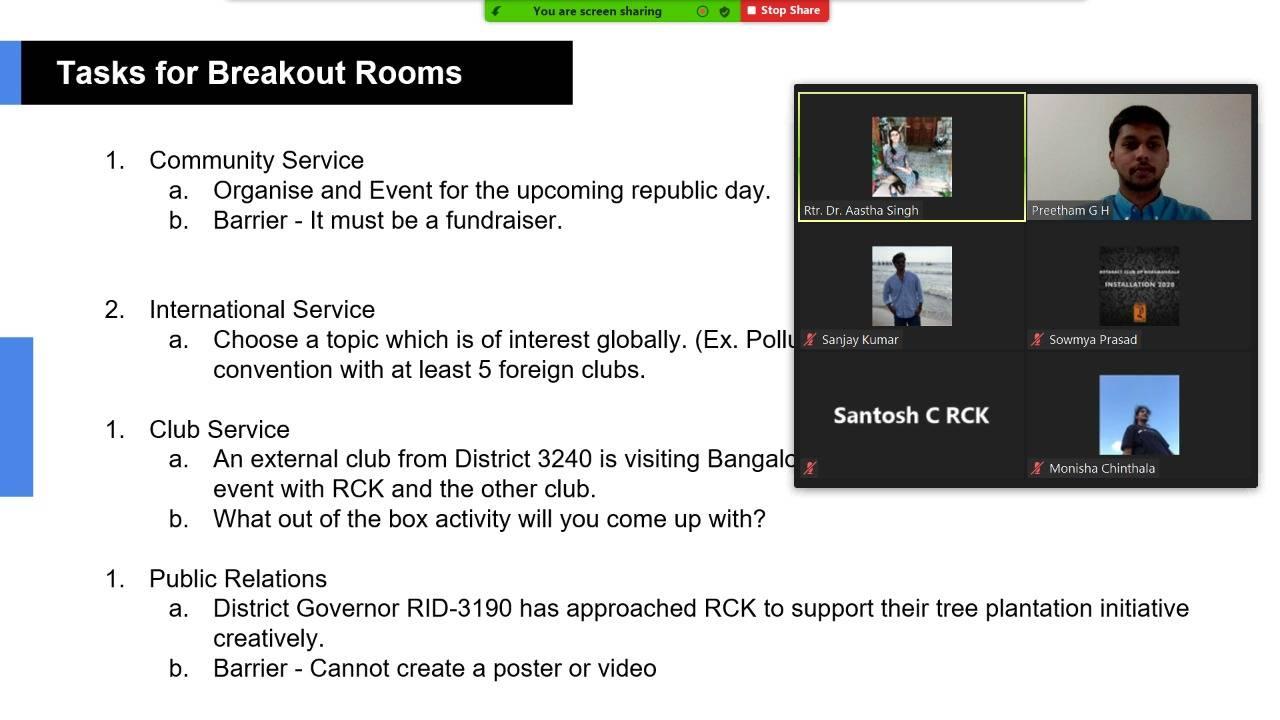 You are screen sharing
Stop Share
Tasks for Breakout Rooms
1. Community Service
a. Organise and Event for the upcoming republic day.
b. Barrier - It must be a fundraiser.
2. International Service
a. Choose a topic which is of interest globally. (Ex. Pollu
convention with at least 5 foreign clubs.
1. Club Service
a. An external club from District 3240 is visiting Bangalo
event with RCK and the other club.
b. What out of the box activity will you come up with?
1. Public Relations
a. District Governor RID-3190 has approached RCK to support their tree plantation initiative
creatively.
b. Barrier - Cannot create a poster or video
Rtr. Dr. Aastha Singh
Preetham G H
Sanjay Kumar
ROTARACT CLUB OF KORAMANGALA
INSTALLATION 2020
Sowmya Prasad
Santosh C RCK
Monisha Chinthala